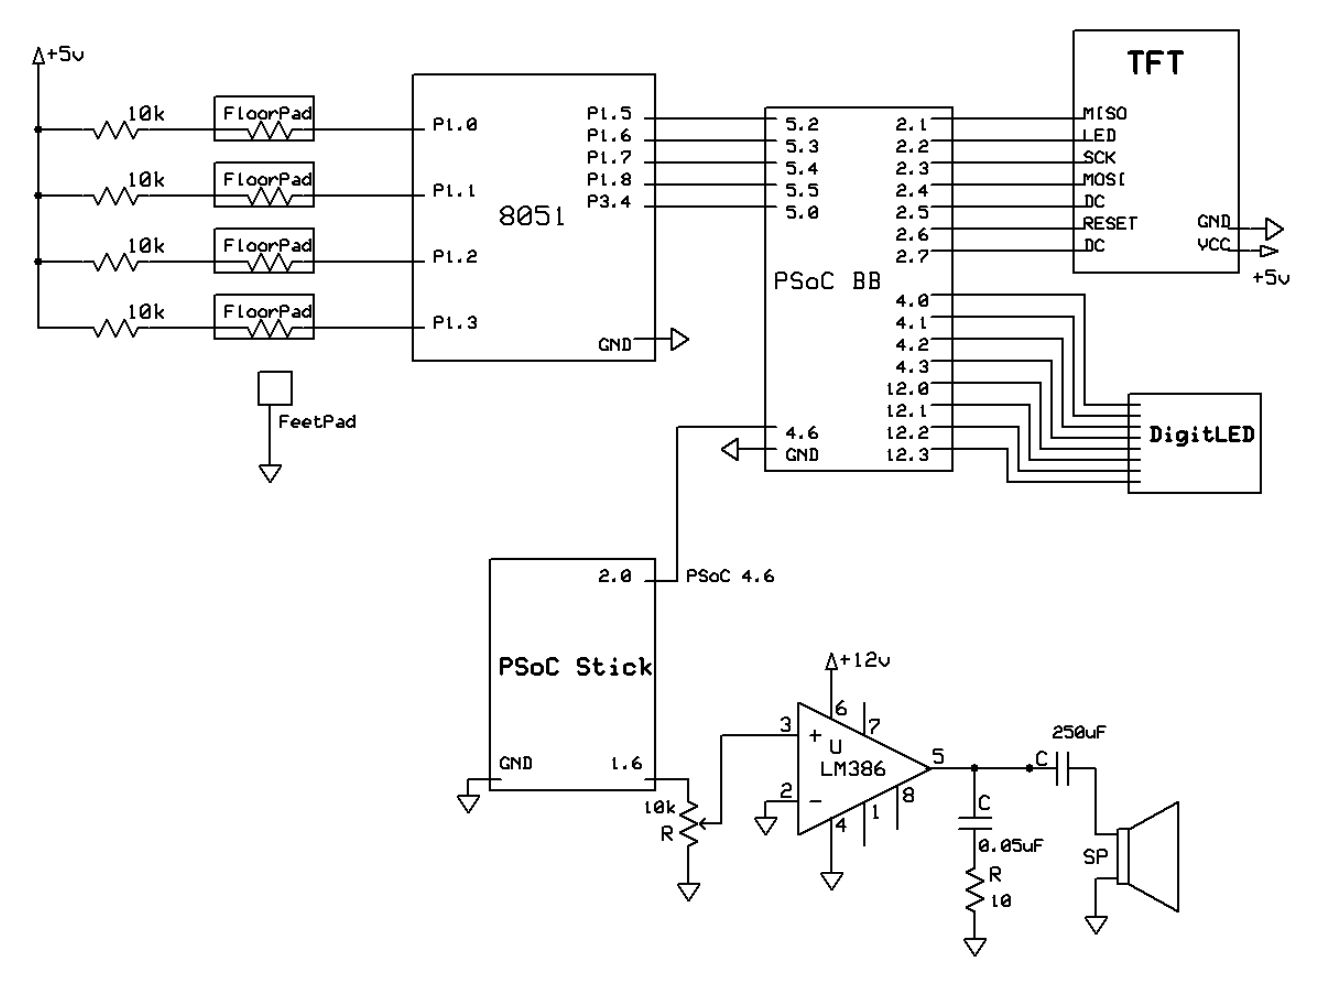 +5v
10k
FloorPad
P1.0
10k
FloorPad
P1.1
10k
FloorPad
P1.2
10k
FloorPad
P1.3
8051
P1.5
P1.6
P1.7
P1.8
P3.4
GND
FeetPad
5.2
5.3
5.4
5.5
5.0
PSoC BB
4.6
GND
2.1
2.2
2.3
2.4
2.5
2.6
2.7
4.0
4.1
4.2
4.3
12.0
12.1
12.2
12.3
TFT
MISO
LED
SCK
MOSI
DC
RESET
DC
GND
VCC
+5v
DigitLED
2.0
PSoC 4.6
PSoC Stick
GND
1.6
10k
R
+12v
6
7
3
+
U
LM386
5
2
-
4
1
8
C
250uF
C
0.05uF
R
10
SP